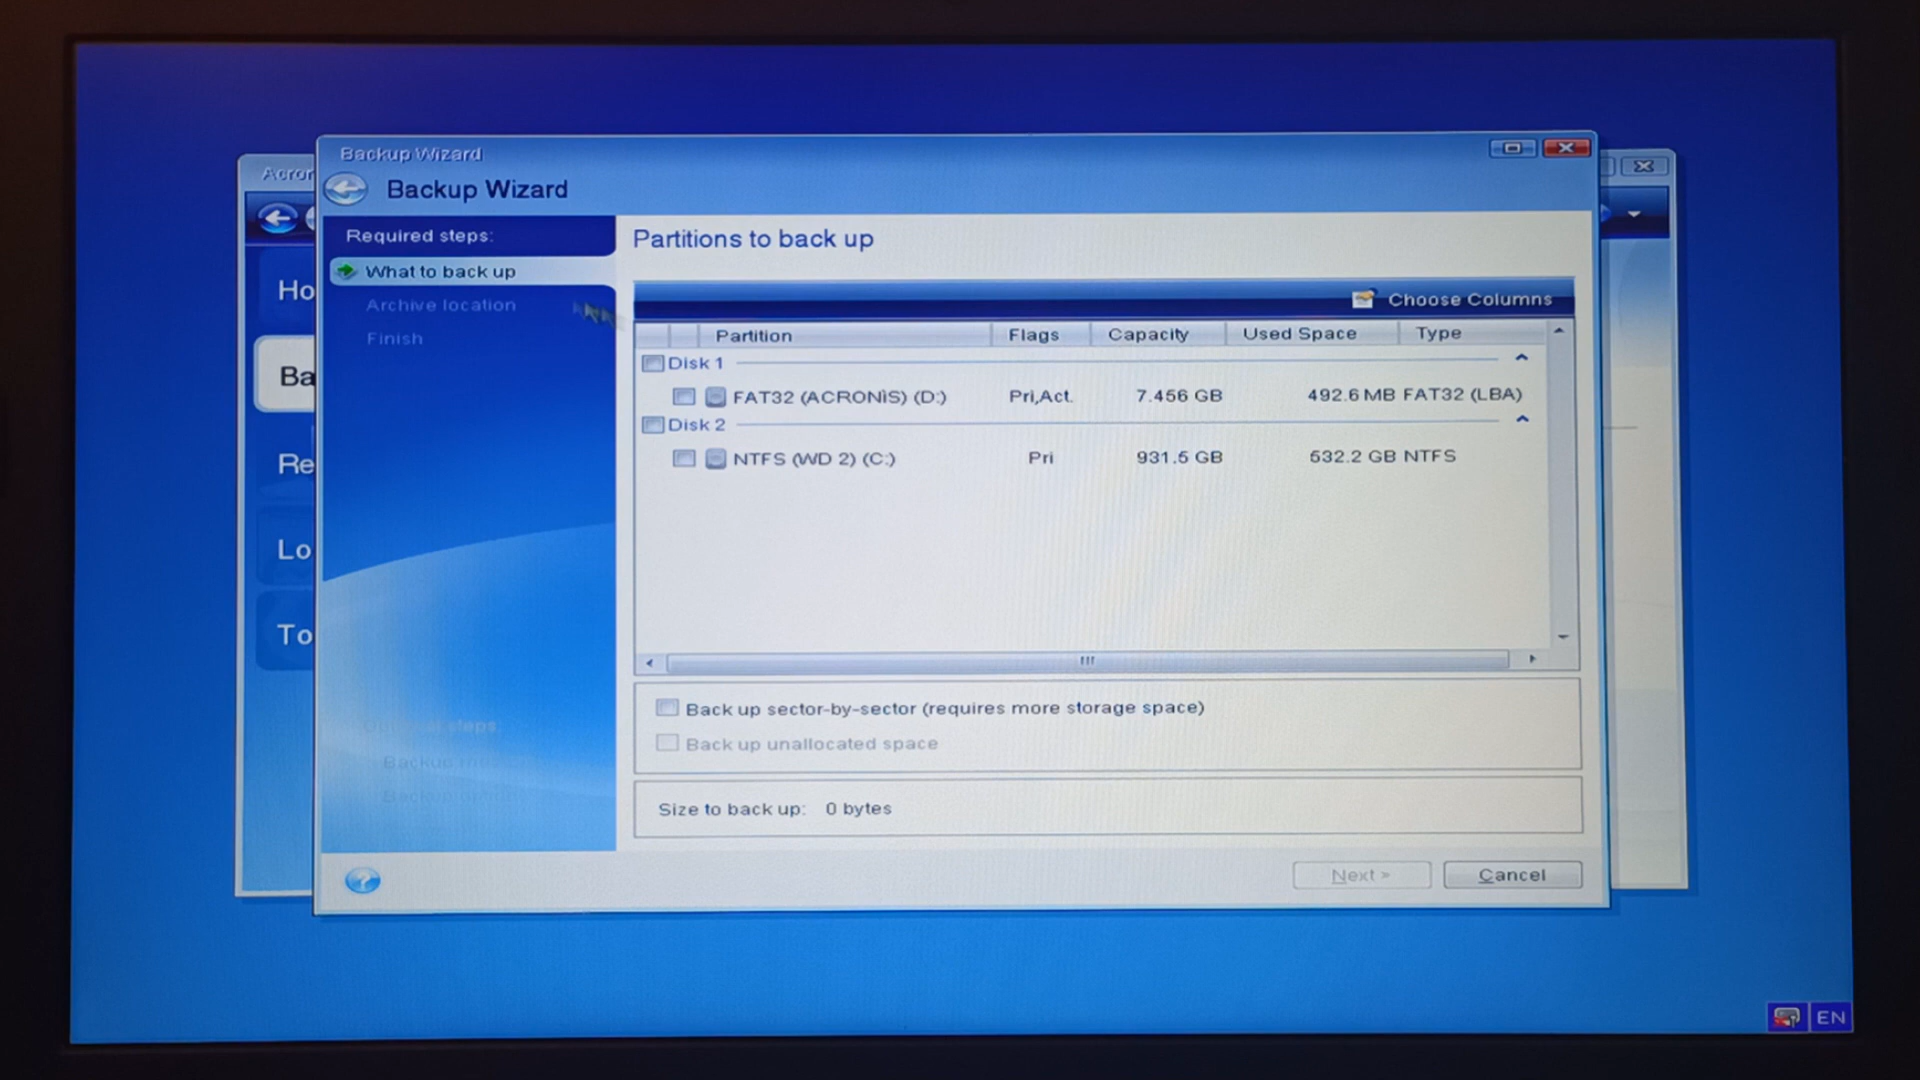 Backup Wizard
Acron
Backup Wizard
Required steps:
What to back up
Archive location
Finish
Ho
Ba
Re
Lo
To
Partitions to back up
Choose Columns
Partition Flags Capacity Used Space Type
Disk 1
FAT32 (ACRONIS) (D:) Pri,Act. 7.456 GB 492.6 MB FAT32 (LBA)
Disk 2
NTFS (WD 2) (C:) Pri 931.5 GB 532.2 GB NTFS
steps
Backup
Back up sector-by-sector (requires more storage space)
Back up unallocated space
Size to back up: 0 bytes
Next >
Cancel
EN